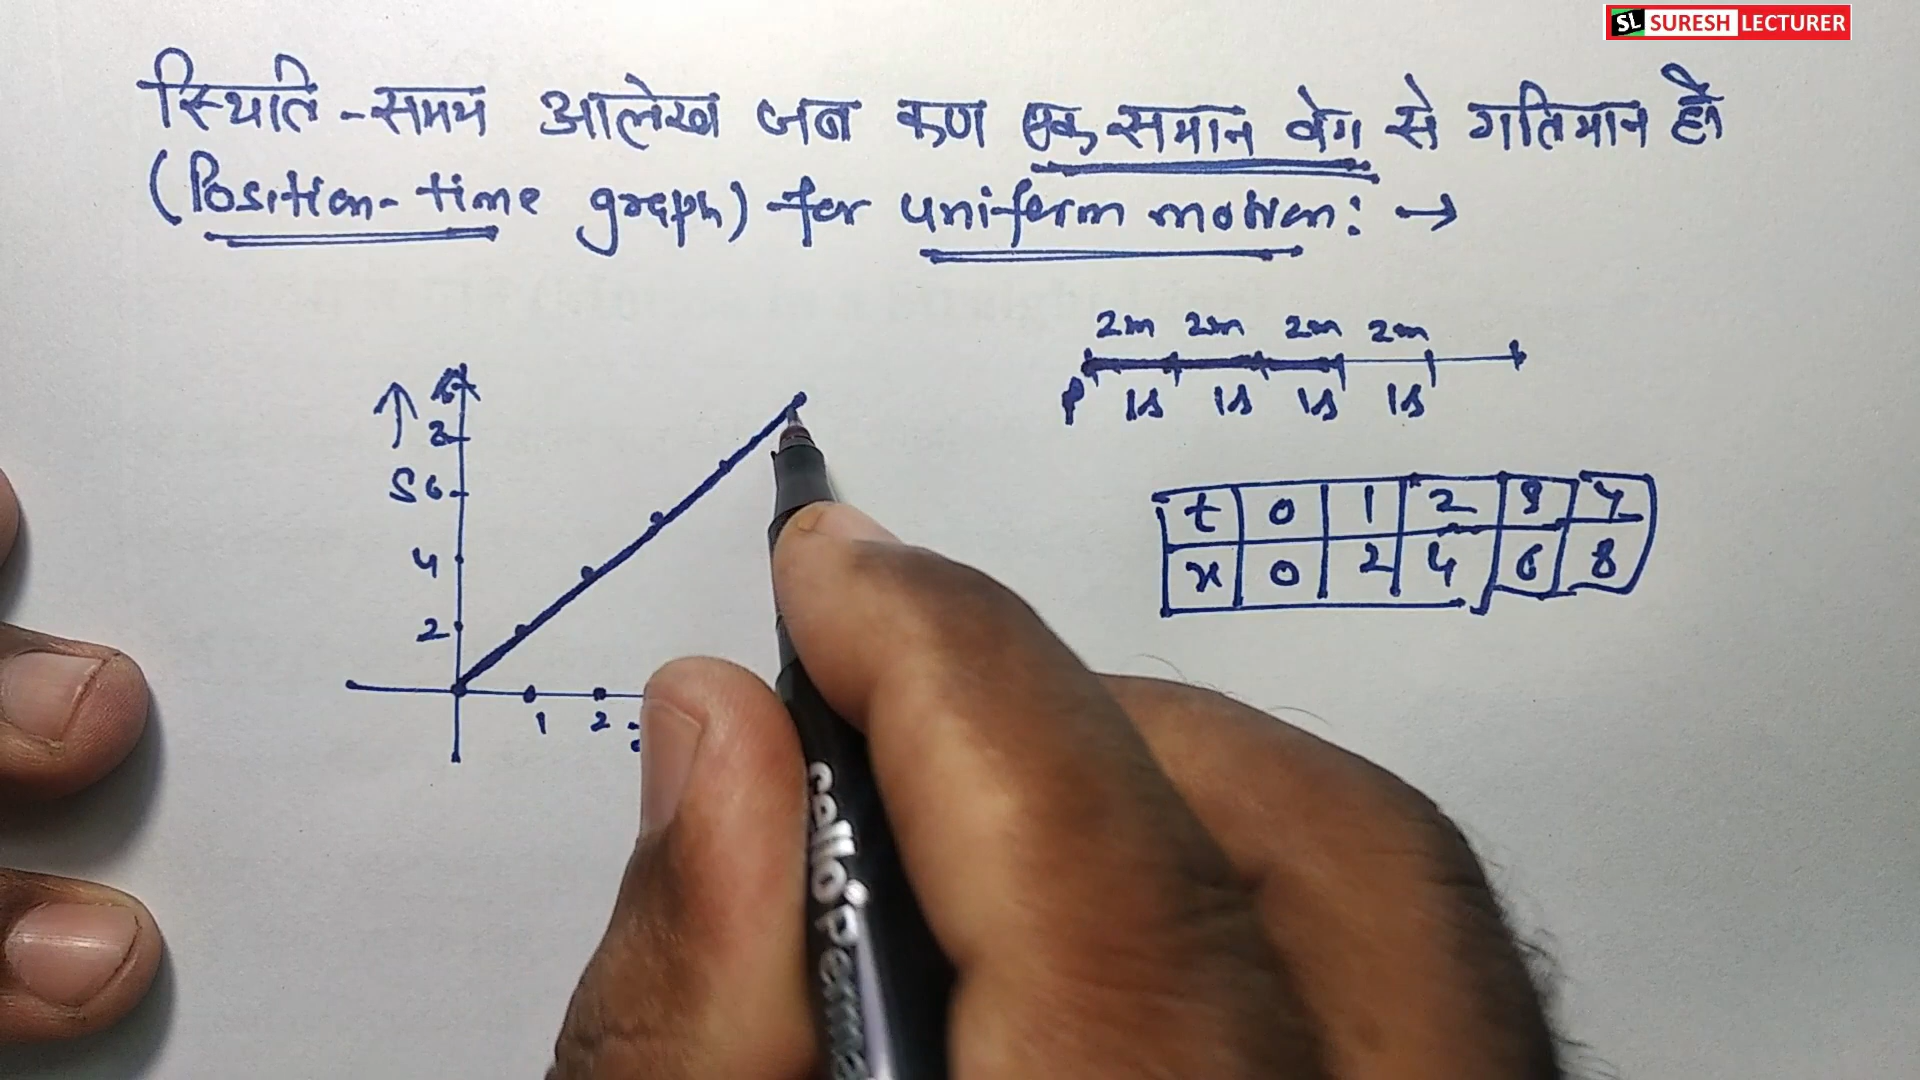 SL SURESH LECTURER
स्थिति-समय आलेख जब कण एक समान वेग से गतिमान हो
(Position-time graph) for uniform motion: →
2m 2m 2m 2m
P 1s 1s 1s 1s
↑
8
S 6
4
2
1 2
t 0 1 2 3 4
x 0 2 4 6 8
cello